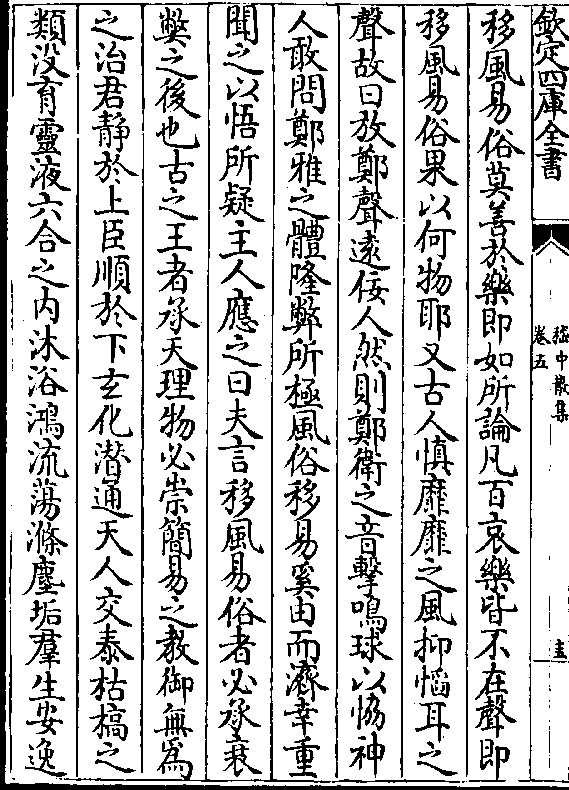 欽定四庫全書
嵇中散集
卷五
移風易俗莫善於樂即如所論凡百哀樂皆不在聲即
移風易俗果以何物耶又古人慎靡靡之風抑慆耳之
聲故曰放鄭聲逺佞人然則鄭衛之音擊鳴球以恊神
人敢問鄭雅之體隆弊所極風俗移易奚由而濟幸重
聞之以悟所疑主人應之曰夫言移風易俗者必承衰
弊之後也古之王者承天理物必崇簡易之教御無為
之治君靜於上臣順於下玄化潛通天人交泰枯槁之
類没育靈液六合之内沐浴鴻流蕩滌塵垢羣生安逸